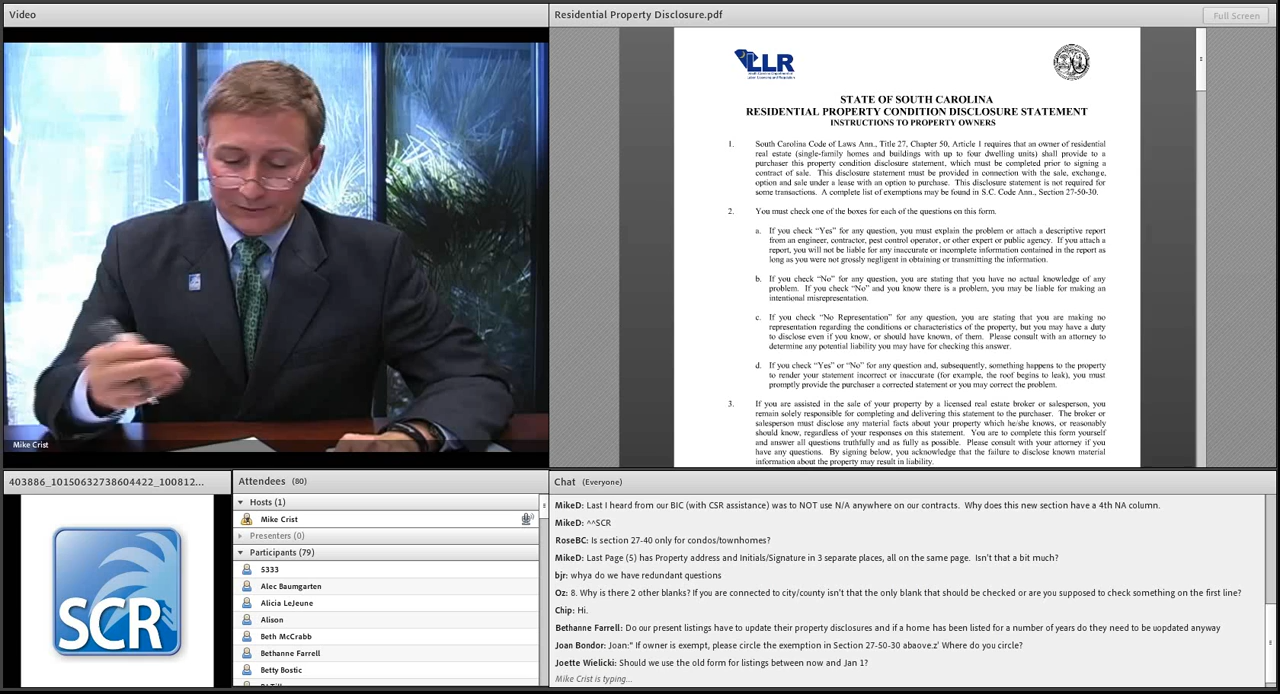 Video
Mike Crist
Residential Property Disclosure.pdf
Full Screen
LLR
STATE OF SOUTH CAROLINA
RESIDENTIAL PROPERTY CONDITION DISCLOSURE STATEMENT
INSTRUCTIONS TO PROPERTY OWNERS
1. South Carolina Code of Laws Ann., Title 27, Chapter 50, Article 1 requires that an owner of residential
real estate (single-family homes and buildings with up to four dwelling units) shall provide to a
purchaser this property condition disclosure statement, which must be completed prior to signing a
contract of sale. This disclosure statement must be provided in connection with the sale, exchange,
option and sale under a lease with an option to purchase. This disclosure statement is not required for
some transactions. A complete list of exemptions may be found in S.C. Code Ann., Section 27-50-30.
2. You must check one of the boxes for each of the questions on this form.
a. If you check “Yes” for any question, you must explain the problem or attach a descriptive report
from an engineer, contractor, pest control operator, or other expert or public agency. If you attach a
report, you will not be liable for any inaccurate or incomplete information contained in the report as
long as you were not grossly negligent in obtaining or transmitting the information.
b. If you check “No” for any question, you are stating that you have no actual knowledge of any
problem. If you check “No” and you know there is a problem, you may be liable for making an
intentional misrepresentation.
c. If you check “No Representation” for any question, you are stating that you are making no
representation regarding the conditions or characteristics of the property, but you may have a duty
to disclose even if you know, or should have known, of them. Please consult with an attorney to
determine any potential liability you may have for checking this answer.
d. If you check “Yes” or “No” for any question and, subsequently, something happens to the property
to render your statement incorrect or inaccurate (for example, the roof begins to leak), you must
promptly provide the purchaser a corrected statement or you may correct the problem.
3. If you are assisted in the sale of your property by a licensed real estate broker or salesperson, you
remain solely responsible for completing and delivering this statement to the purchaser. The broker or
salesperson must disclose any material facts about your property which he/she knows, or reasonably
should know, regardless of your responses on this statement. You are to complete this form yourself
and answer all questions truthfully and as fully as possible. Please consult with your attorney if you
have any questions. By signing below, you acknowledge that the failure to disclose known material
information about the property may result in liability.
403886_10150632738604422_100812...
SCR
Attendees (80)
Hosts (1)
Mike Crist
Presenters (0)
Participants (79)
5333
Alec Baumgarten
Alicia LeJeune
Alison
Beth McCrabb
Bethanne Farrell
Betty Bostic
Chat (Everyone)
MikeD: Last I heard from our BIC (with CSR assistance) was to NOT use N/A anywhere on our contracts. Why does this new section have a 4th NA column.
MikeD: ^^SCR
RoseBC: Is section 27-40 only for condos/townhomes?
MikeD: Last Page (5) has Property address and Initials/Signature in 3 separate places, all on the same page. Isn't that a bit much?
bjr: whya do we have redundant questions
Oz: 8. Why is there 2 other blanks? If you are connected to city/county isn't that the only blank that should be checked or are you supposed to check something on the first line?
Chip: Hi.
Bethanne Farrell: Do our present listings have to update their property disclosures and if a home has been listed for a number of years do they need to be uopdated anyway
Joan Bondor: Joan:" If owner is exempt, please circle the exemption in Section 27-50-30 abaove.z' Where do you circle?
Joette Wielicki: Should we use the old form for listings between now and Jan 1?
Mike Crist is typing...